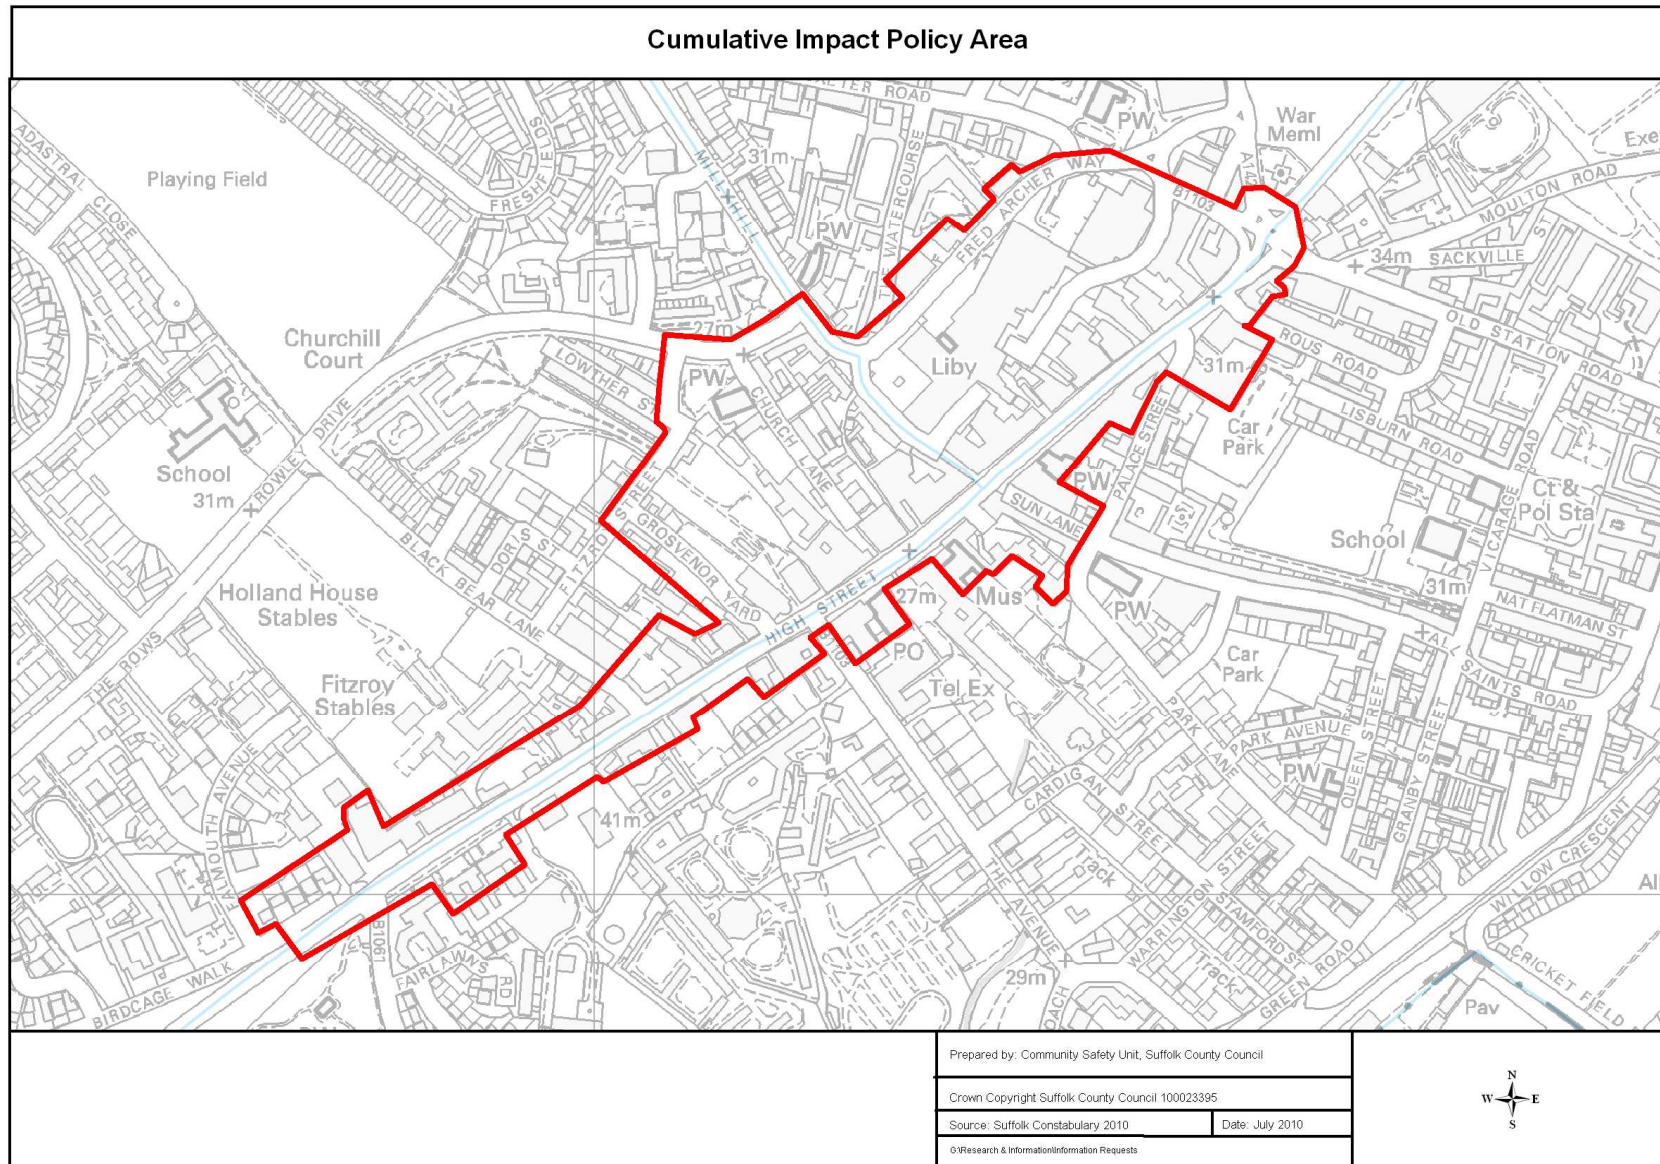 Cumulative Impact Policy Area
ADASTRAL CLOSE
Playing Field
FRESHFIELDS
MILL HILL
31m
PW
THE WATERCOURSE
FRED ARCHER WAY
PW
B1103
War
Meml
MOULTON ROAD
34m
SACKVILLE ST
OLD STATION ROAD
Churchill
Court
27m
LOWTHER ST
PW
CHURCH LANE
Liby
31m
ROUS ROAD
LISBURN ROAD
Car
Park
PALACE STREET
PW
SUN LANE
School
31m
ROWLEY DRIVE
Ct &
Pol Sta
School
VICARAGE ROAD
31m
NAT FLATMAN ST
FITZROY STREET
GROSVENOR YARD
DORIS ST
BLACK BEAR LANE
Holland House
Stables
HIGH STREET
27m
Mus
PW
PO
Tel Ex
Car
Park
ALL SAINTS ROAD
THE ROWS
Fitzroy
Stables
PARK LANE
PARK AVENUE
QUEEN STREET
GRANBY STREET
PW
CARDIGAN STREET
41m
THE AVENUE
Track
WARRINGTON STREET
STAMFORD ST
Track
GREEN ROAD
WILLOW CRESCENT
CRICKET FIELD
Pav
29m
B1061
FAIRLAWNS
RD
BIRDCAGE WALK
Prepared by: Community Safety Unit, Suffolk County Council
Crown Copyright Suffolk County Council 100023395
Source: Suffolk Constabulary 2010
Date: July 2010
G:\Research & Information\Information Requests
N
W E
S